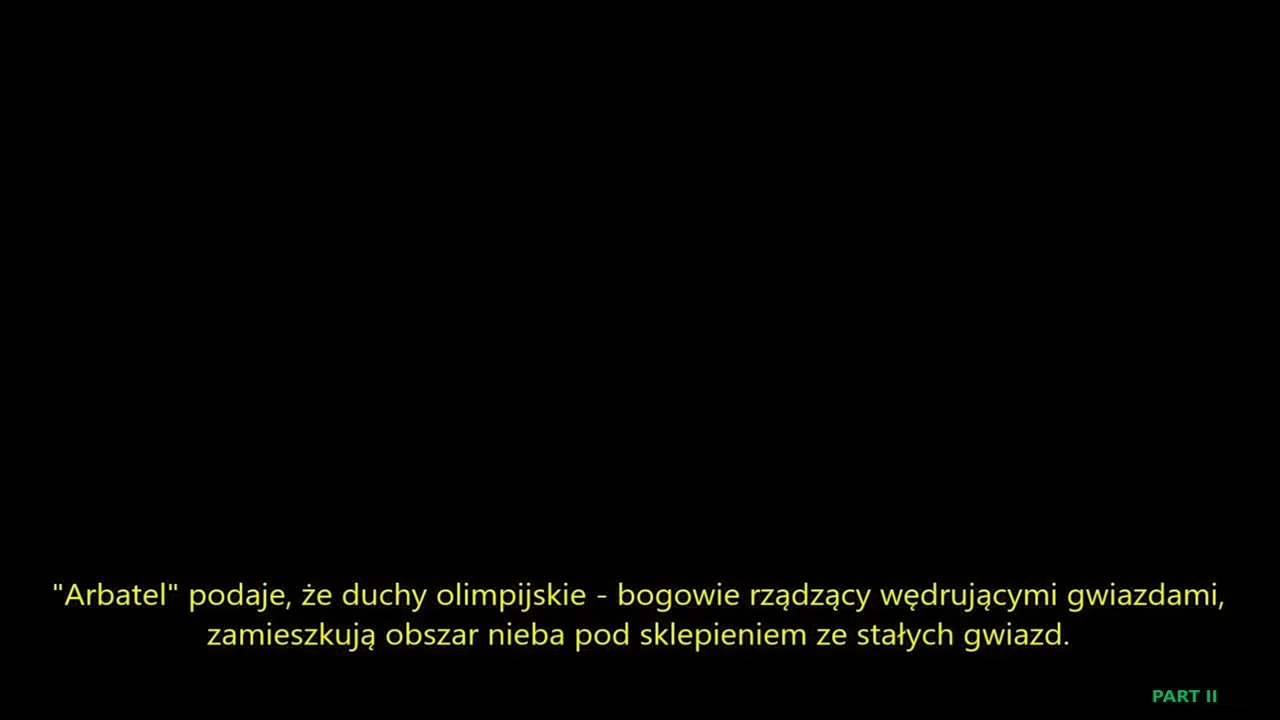 "Arbatel" podaje, że duchy olimpijskie - bogowie rządzący wędrującymi gwiazdami,
zamieszkują obszar nieba pod sklepieniem ze stałych gwiazd.
PART II